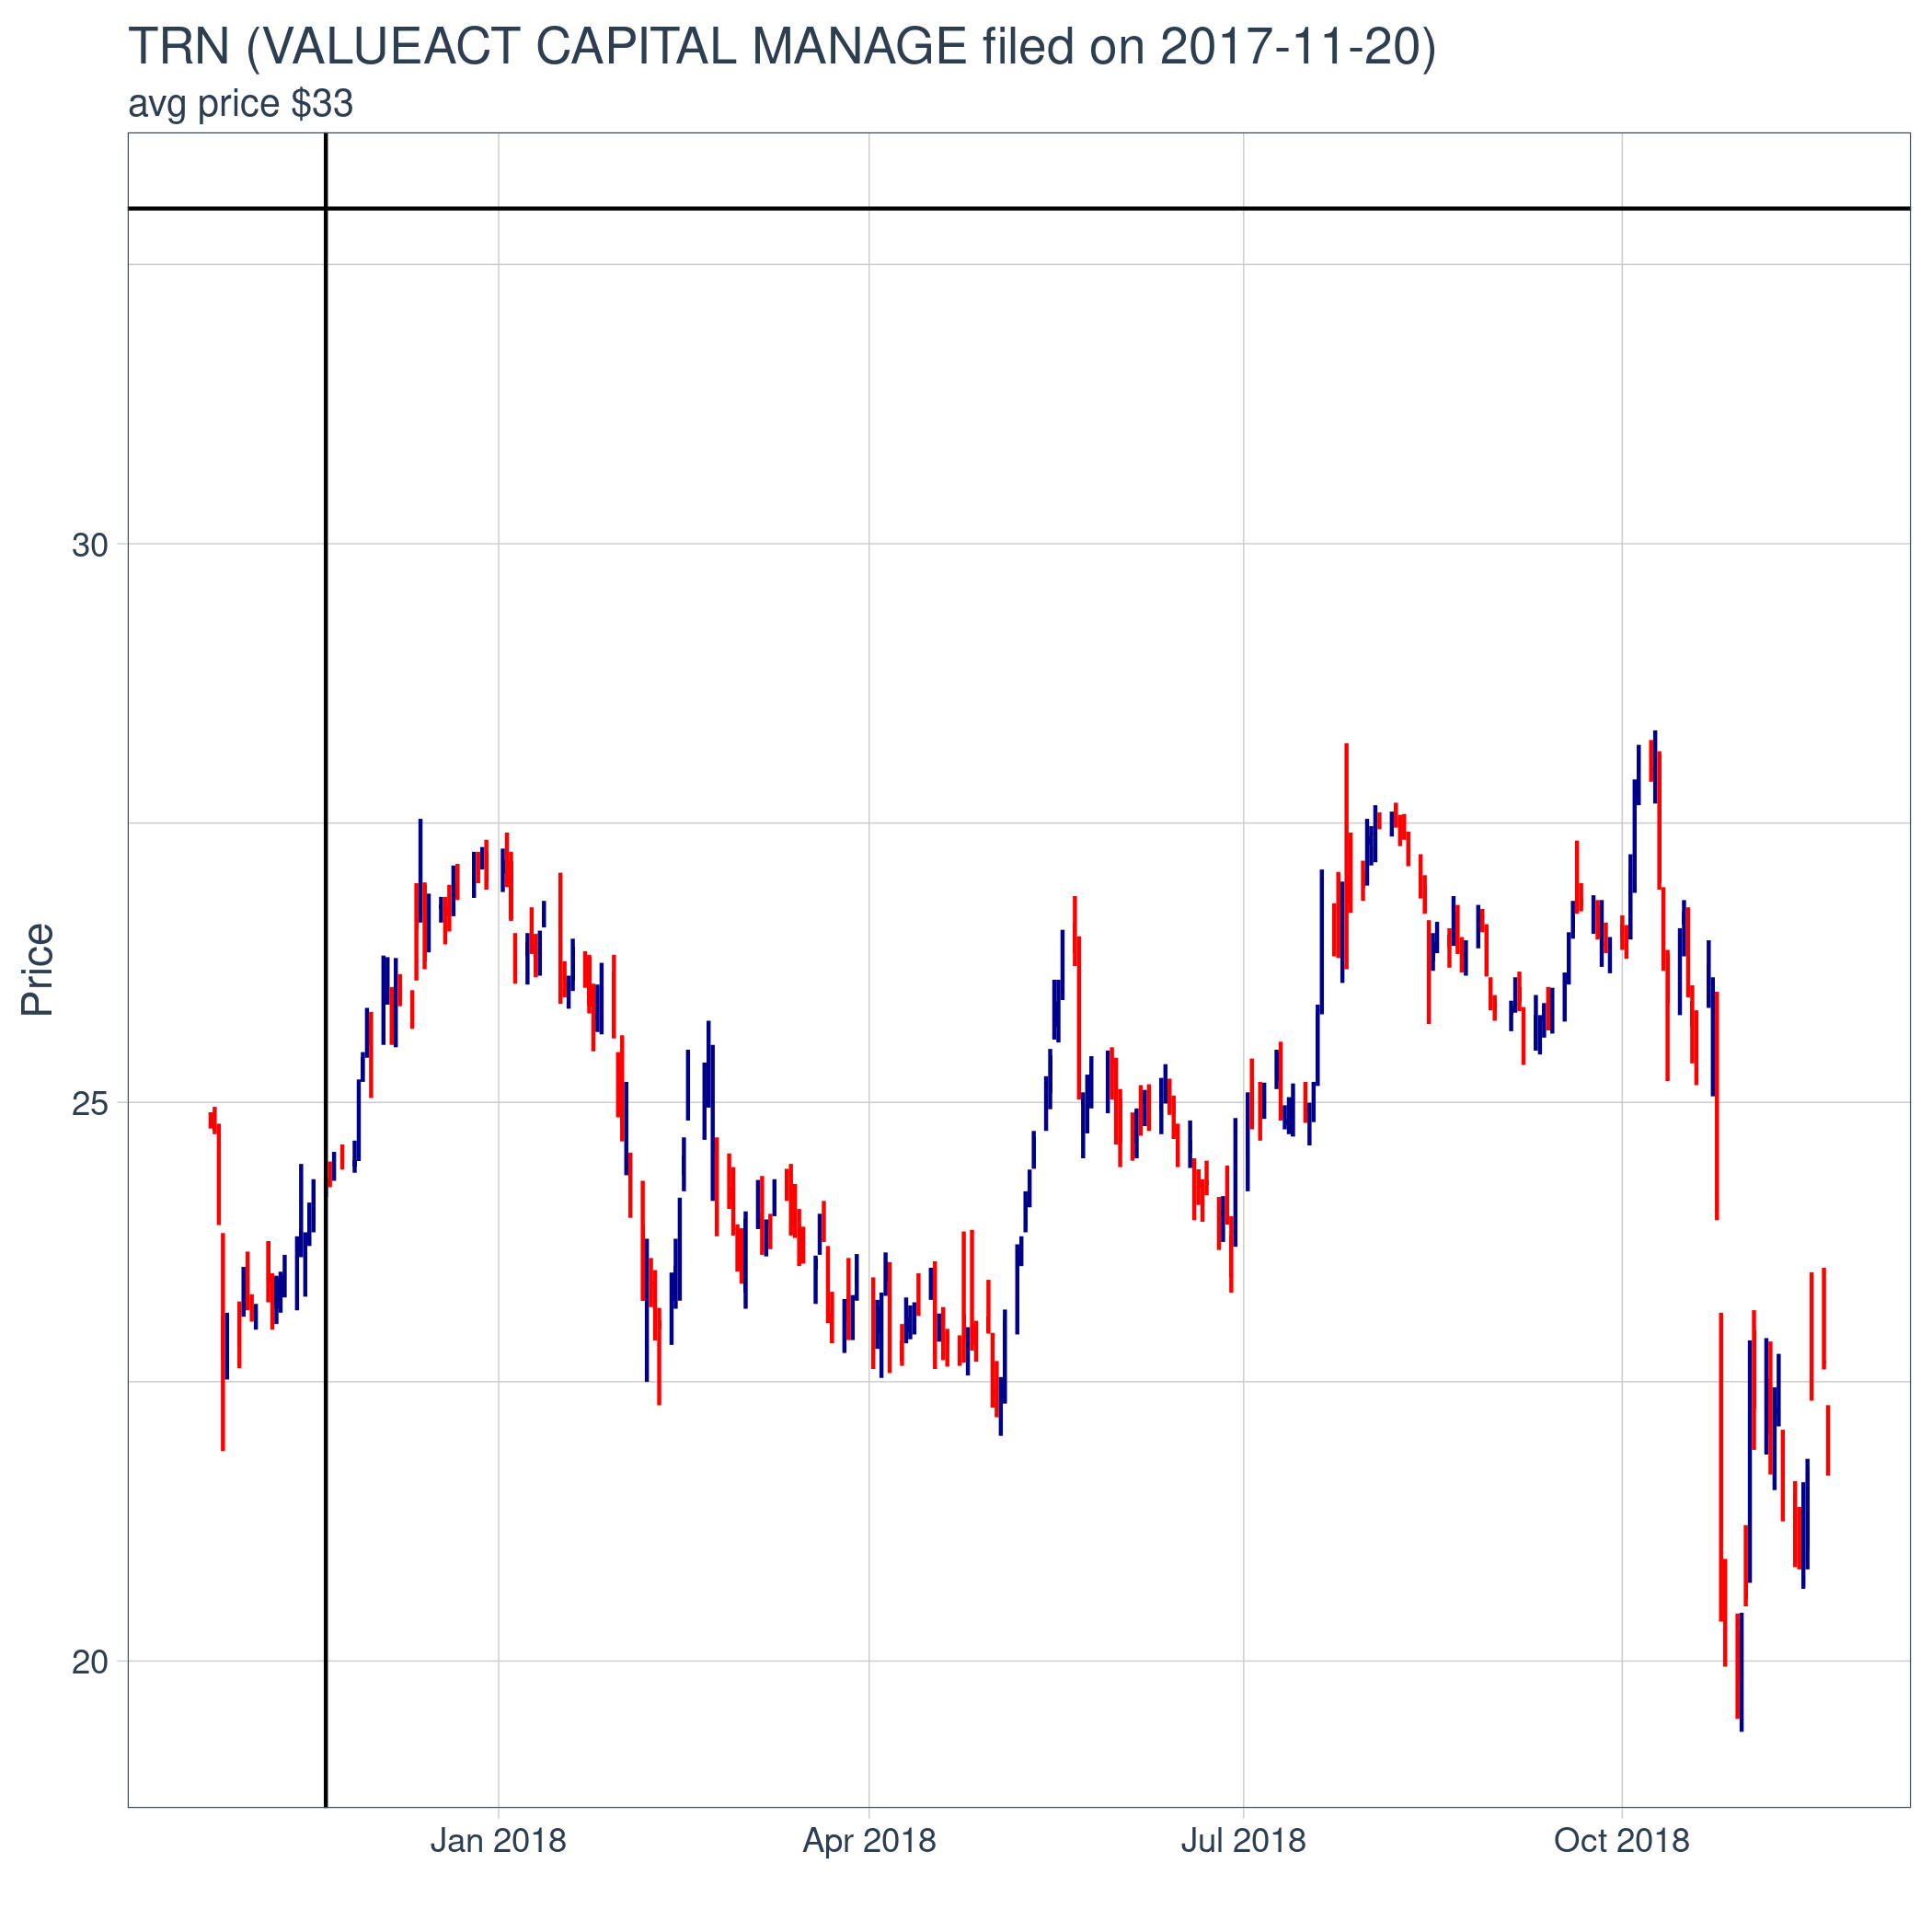 TRN (VALUEACT CAPITAL MANAGE filed on 2017-11-20)
avg price $33
30
25
20
Price
Jan 2018
Apr 2018
Jul 2018
Oct 2018